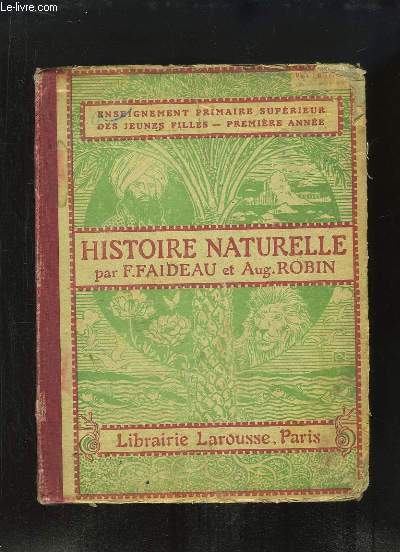 Le-livre.com
ENSEIGNEMENT PRIMAIRE SUPÉRIEUR
DES JEUNES FILLES — PREMIÈRE ANNÉE
HISTOIRE NATURELLE
par F. FAIDEAU et Aug. ROBIN
Librairie Larousse. Paris